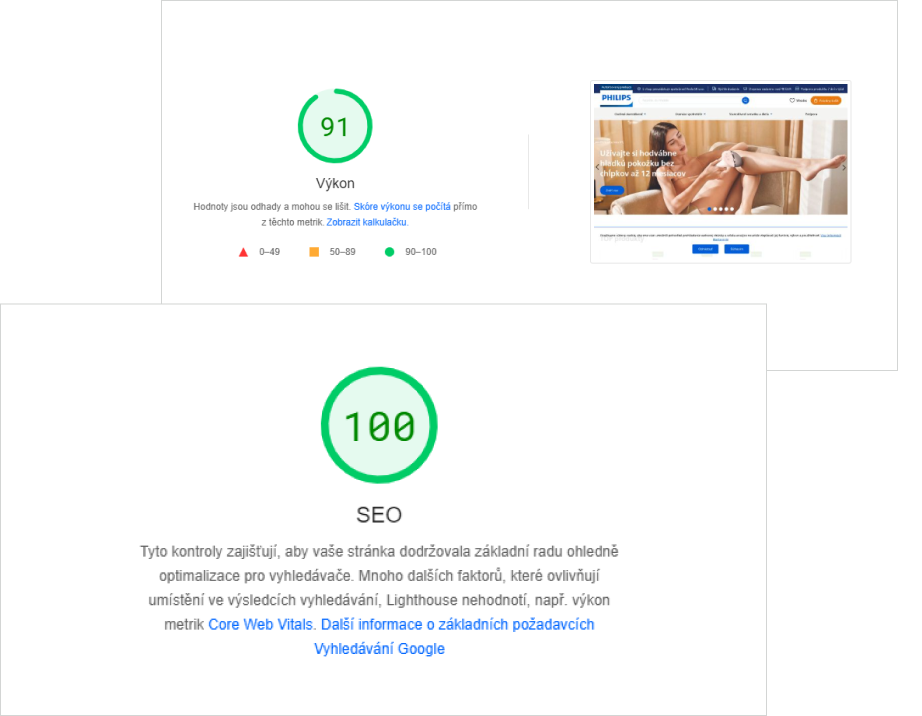 91
Výkon
Hodnoty jsou odhady a mohou se lišit. Skóre výkonu se počítá přímo
z těchto metrik. Zobrazit kalkulačku.
0–49
50–89
90–100
PHILIPS
Užívajte si hodvábne
hladkú pokožku bez
chĺpkov až 12 mesiacov
100
SEO
Tyto kontroly zajišťují, aby vaše stránka dodržovala základní radu ohledně
optimalizace pro vyhledávače. Mnoho dalších faktorů, které ovlivňují
umístění ve výsledcích vyhledávání, Lighthouse nehodnotí, např. výkon
metrik Core Web Vitals. Další informace o základních požadavcích
Vyhledávání Google